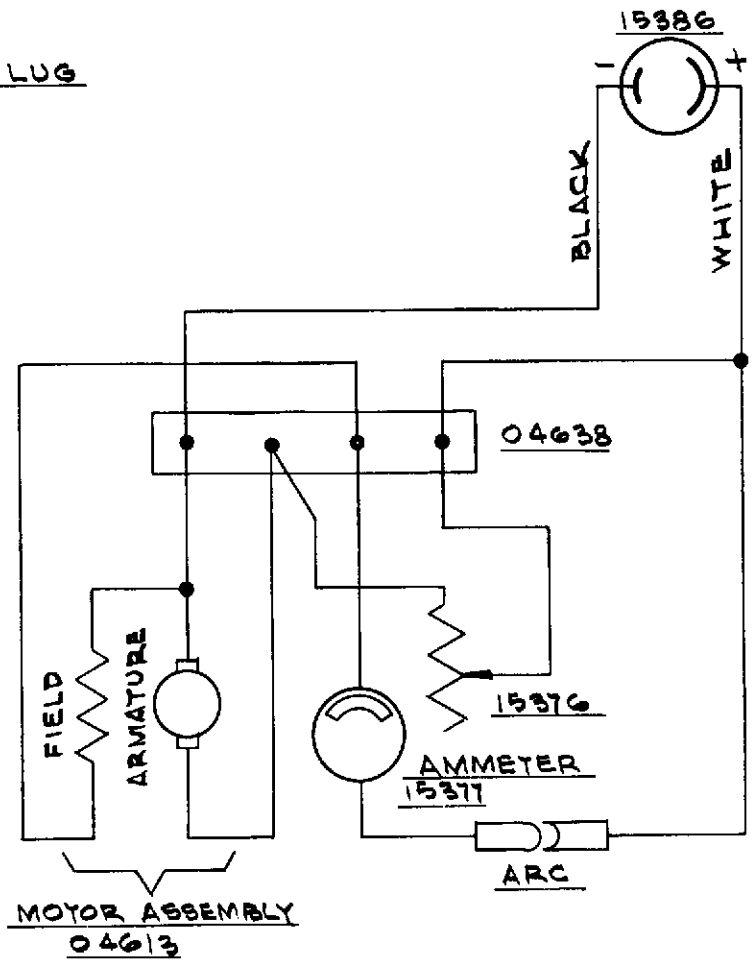 15386
LUG
- +
BLACK
WHITE
04638
FIELD
ARMATURE
15376
AMMETER
15377
ARC
MOTOR ASSEMBLY
04613